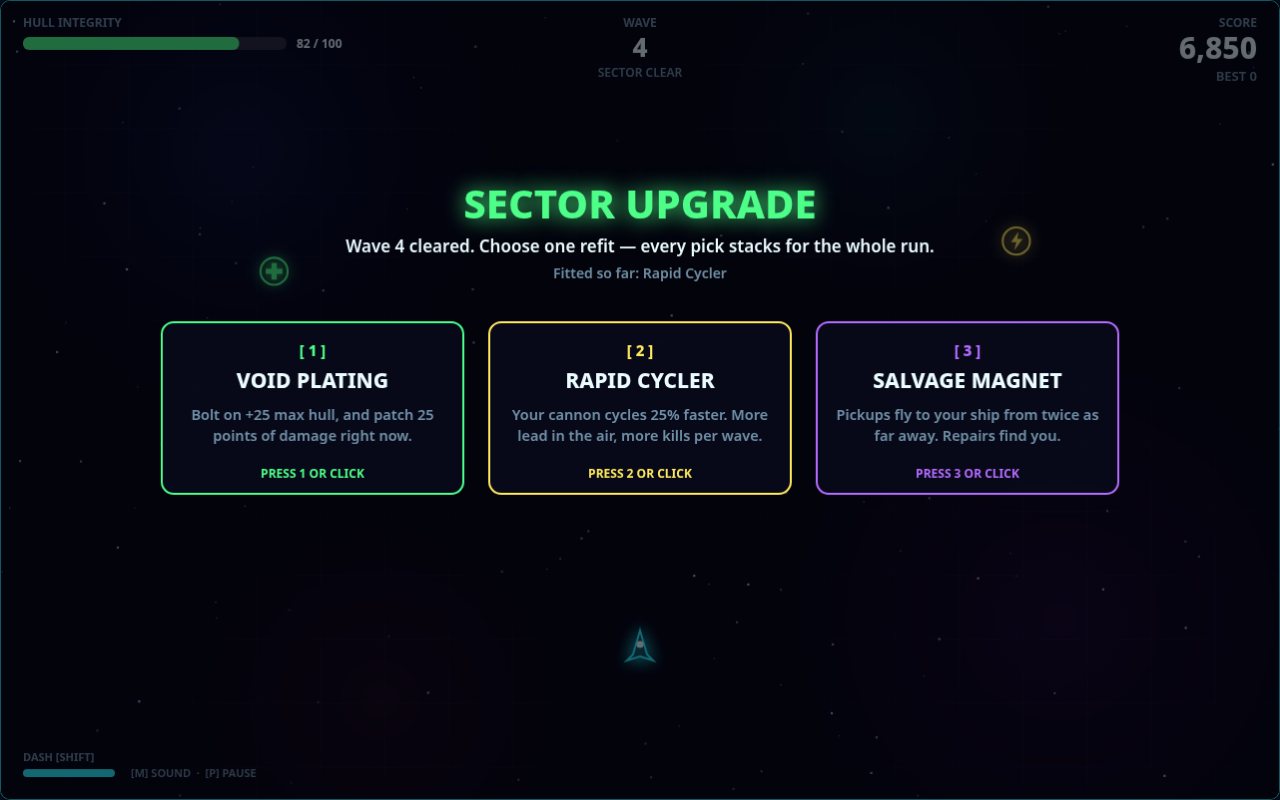 HULL INTEGRITY
82 / 100
WAVE
4
SECTOR CLEAR
SCORE
6,850
BEST 0
SECTOR UPGRADE
Wave 4 cleared. Choose one refit — every pick stacks for the whole run.
Fitted so far: Rapid Cycler
[ 1 ]
VOID PLATING
Bolt on +25 max hull, and patch 25
points of damage right now.
PRESS 1 OR CLICK
[ 2 ]
RAPID CYCLER
Your cannon cycles 25% faster. More
lead in the air, more kills per wave.
PRESS 2 OR CLICK
[ 3 ]
SALVAGE MAGNET
Pickups fly to your ship from twice as
far away. Repairs find you.
PRESS 3 OR CLICK
DASH [SHIFT]
[M] SOUND · [P] PAUSE